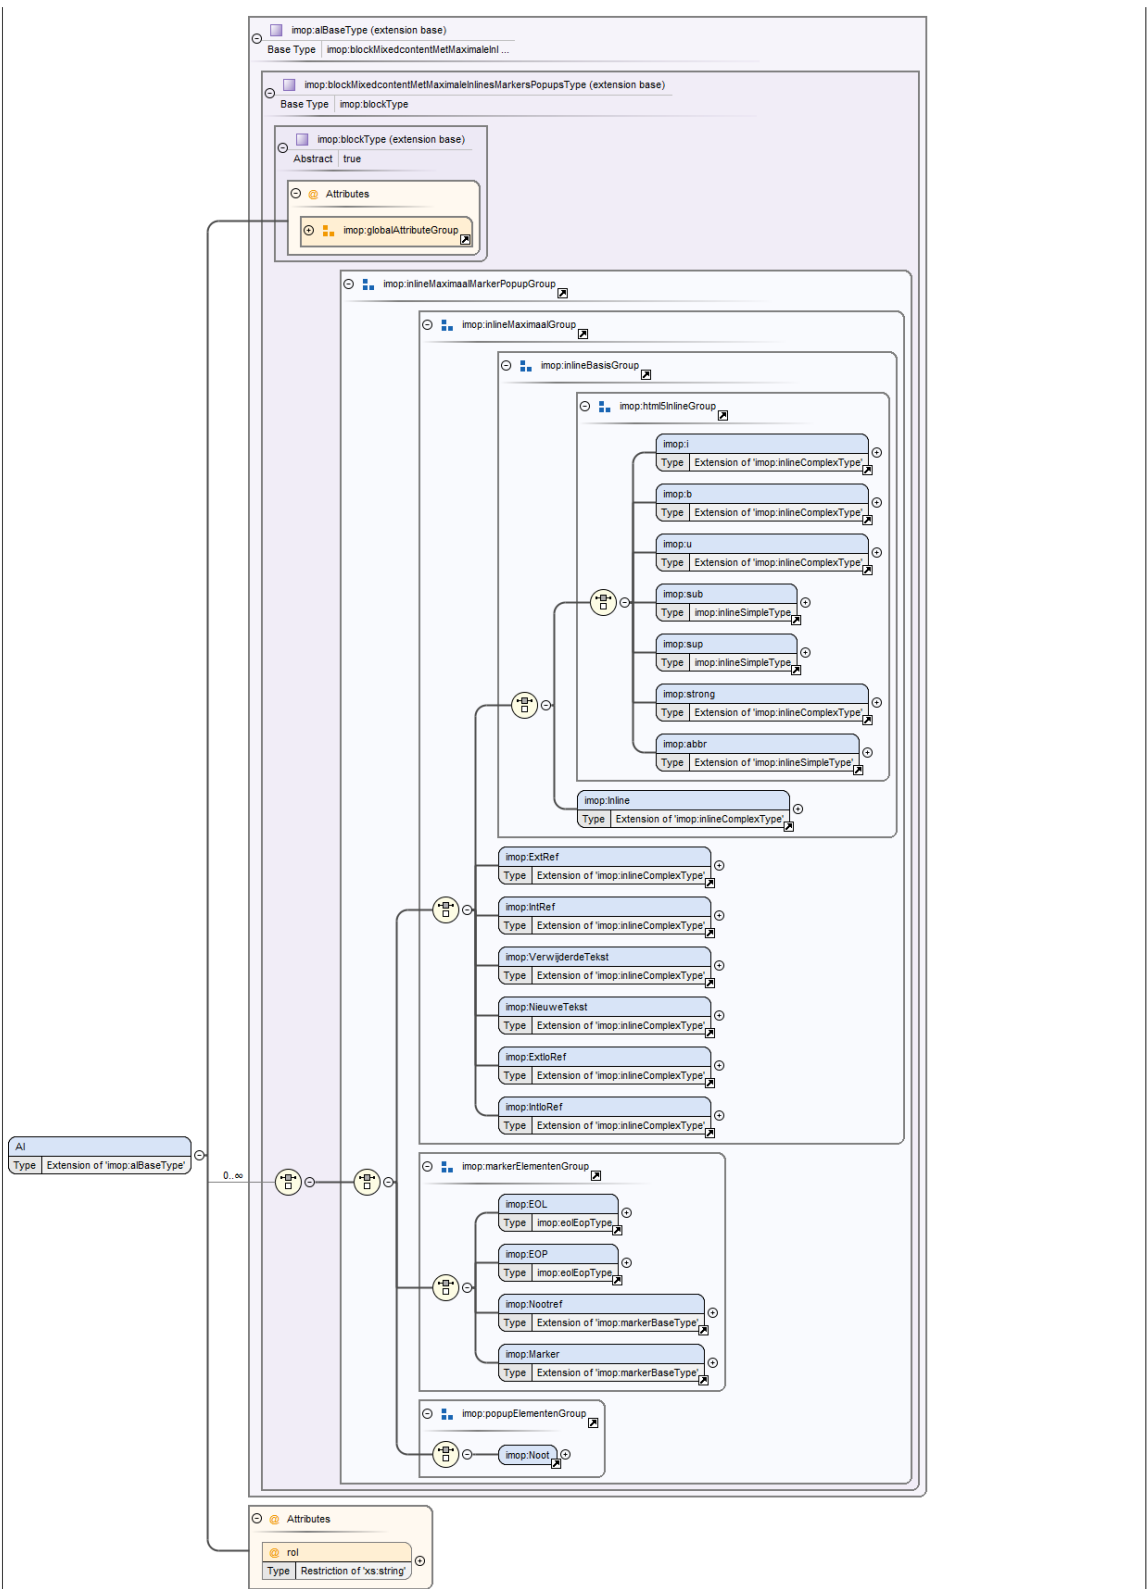 imop:alBaseType (extension base)
Base Type imop:blockMixedcontentMetMaximaleInl ...
imop:blockMixedcontentMetMaximaleInlinesMarkersPopupsType (extension base)
Base Type imop:blockType
imop:blockType (extension base)
Abstract true
@ Attributes
imop:globalAttributeGroup
imop:inlineMaximaalMarkerPopupGroup
imop:inlineMaximaalGroup
imop:inlineBasisGroup
imop:html5InlineGroup
imop:i
Type Extension of 'imop:inlineComplexType'
imop:b
Type Extension of 'imop:inlineComplexType'
imop:u
Type Extension of 'imop:inlineComplexType'
imop:sub
Type imop:inlineSimpleType
imop:sup
Type imop:inlineSimpleType
imop:strong
Type Extension of 'imop:inlineComplexType'
imop:abbr
Type Extension of 'imop:inlineSimpleType'
imop:Inline
Type Extension of 'imop:inlineComplexType'
imop:ExtRef
Type Extension of 'imop:inlineComplexType'
imop:IntRef
Type Extension of 'imop:inlineComplexType'
imop:VerwijderdeTekst
Type Extension of 'imop:inlineComplexType'
imop:NieuweTekst
Type Extension of 'imop:inlineComplexType'
imop:ExtIoRef
Type Extension of 'imop:inlineComplexType'
imop:IntIoRef
Type Extension of 'imop:inlineComplexType'
Al
Type Extension of 'imop:alBaseType'
0..∞
imop:markerElementenGroup
imop:EOL
Type imop:eolEopType
imop:EOP
Type imop:eolEopType
imop:Nootref
Type Extension of 'imop:markerBaseType'
imop:Marker
Type Extension of 'imop:markerBaseType'
imop:popupElementenGroup
imop:Noot
@ Attributes
@ rol
Type Restriction of 'xs:string'